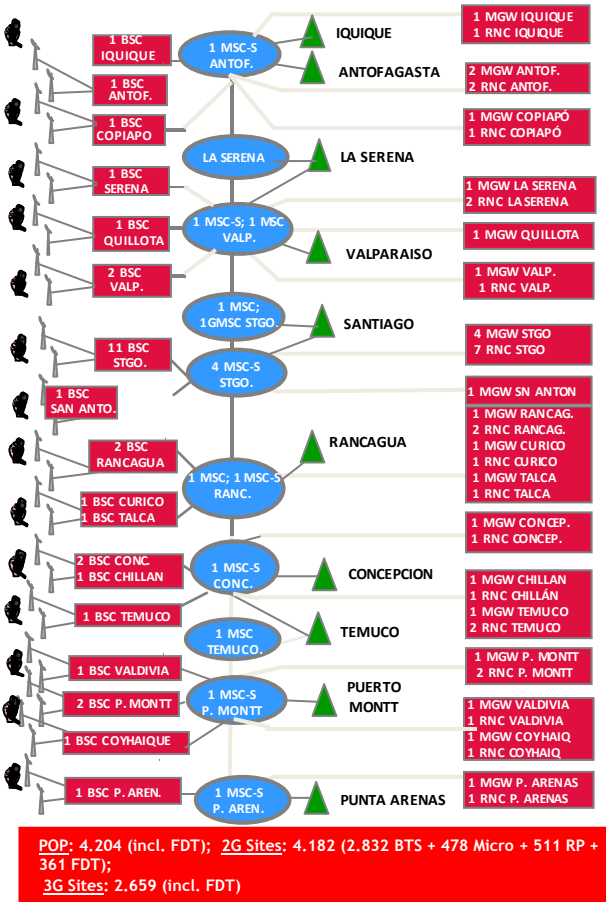 1 BSC
IQUIQUE
1 MSC-S
ANTOF.
IQUIQUE
1 MGW IQUIQUE
1 RNC IQUIQUE
1 BSC
ANTOF.
ANTOFAGASTA
2 MGW ANTOF.
2 RNC ANTOF.
1 BSC
COPIAPO
1 MGW COPIAPÓ
1 RNC COPIAPÓ
1 BSC
SERENA
LA SERENA
LA SERENA
1 MGW LA SERENA
2 RNC LA SERENA
1 BSC
QUILLOTA
1 MSC-S; 1 MSC
VALP.
VALPARAISO
1 MGW QUILLOTA
2 BSC
VALP.
1 MGW VALP.
1 RNC VALP.
1 MSC;
1GMSC STGO.
SANTIAGO
11 BSC
STGO.
4 MSC-S
STGO.
4 MGW STGO
7 RNC STGO
1 BSC
SAN ANTO.
1 MGW SN ANTON
2 BSC
RANCAGUA
1 MSC; 1 MSC-S
RANC.
RANCAGUA
1 MGW RANCAG.
2 RNC RANCAG.
1 MGW CURICO
1 RNC CURICO
1 MGW TALCA
1 RNC TALCA
1 BSC CURICO
1 BSC TALCA
1 MGW CONCEP.
1 RNC CONCEP.
2 BSC CONC.
1 BSC CHILLAN
1 MSC-S
CONC.
CONCEPCION
1 MGW CHILLAN
1 RNC CHILLÁN
1 MGW TEMUCO
2 RNC TEMUCO
1 BSC TEMUCO
1 MSC
TEMUCO.
TEMUCO
1 BSC VALDIVIA
1 MGW P. MONTT
2 RNC P. MONTT
2 BSC P. MONTT
1 MSC-S
P. MONTT
PUERTO
MONTT
1 MGW VALDIVIA
1 RNC VALDIVIA
1 MGW COYHAIQ
1 RNC COYHAIQ
1 BSC COYHAIQUE
1 BSC P. AREN.
1 MSC-S
P. AREN.
PUNTA ARENAS
1 MGW P. ARENAS
1 RNC P. ARENAS
POP: 4.204 (incl. FDT); 2G Sites: 4.182 (2.832 BTS + 478 Micro + 511 RP +
361 FDT);
3G Sites: 2.659 (incl. FDT)